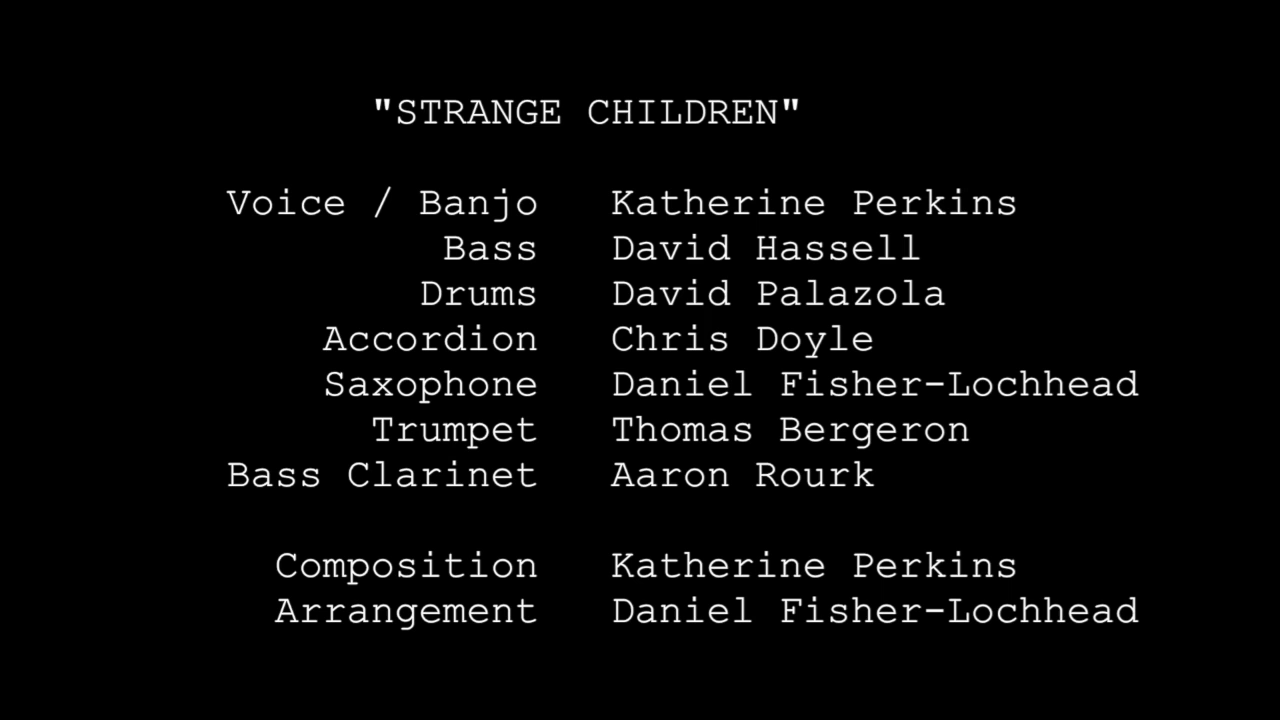 "STRANGE CHILDREN"
Voice / Banjo Katherine Perkins
Bass David Hassell
Drums David Palazola
Accordion Chris Doyle
Saxophone Daniel Fisher-Lochhead
Trumpet Thomas Bergeron
Bass Clarinet Aaron Rourk
Composition Katherine Perkins
Arrangement Daniel Fisher-Lochhead